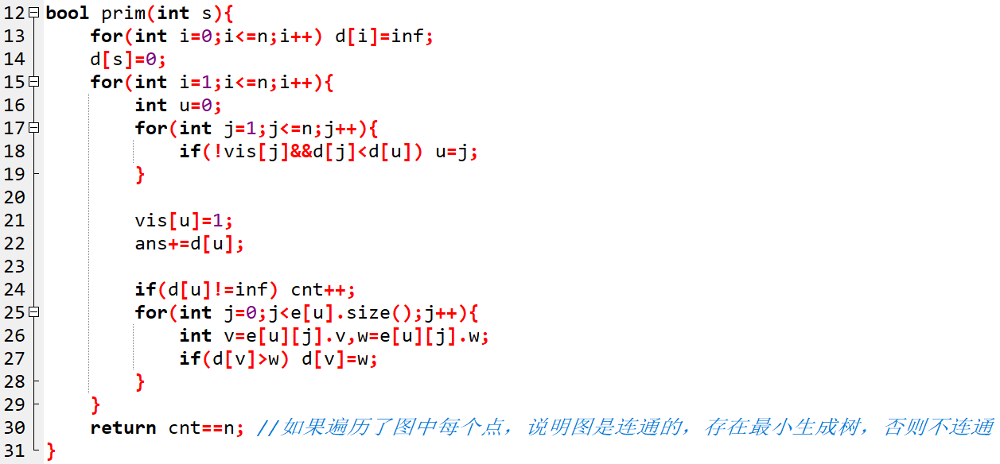 12 bool prim(int s){
13     for(int i=0;i<=n;i++) d[i]=inf;
14     d[s]=0;
15     for(int i=1;i<=n;i++){
16         int u=0;
17         for(int j=1;j<=n;j++){
18             if(!vis[j]&&d[j]<d[u]) u=j;
19         }
20
21         vis[u]=1;
22         ans+=d[u];
23
24         if(d[u]!=inf) cnt++;
25         for(int j=0;j<e[u].size();j++){
26             int v=e[u][j].v,w=e[u][j].w;
27             if(d[v]>w) d[v]=w;
28         }
29     }
30     return cnt==n; //如果遍历了图中每个点，说明图是连通的，存在最小生成树，否则不连通
31 }